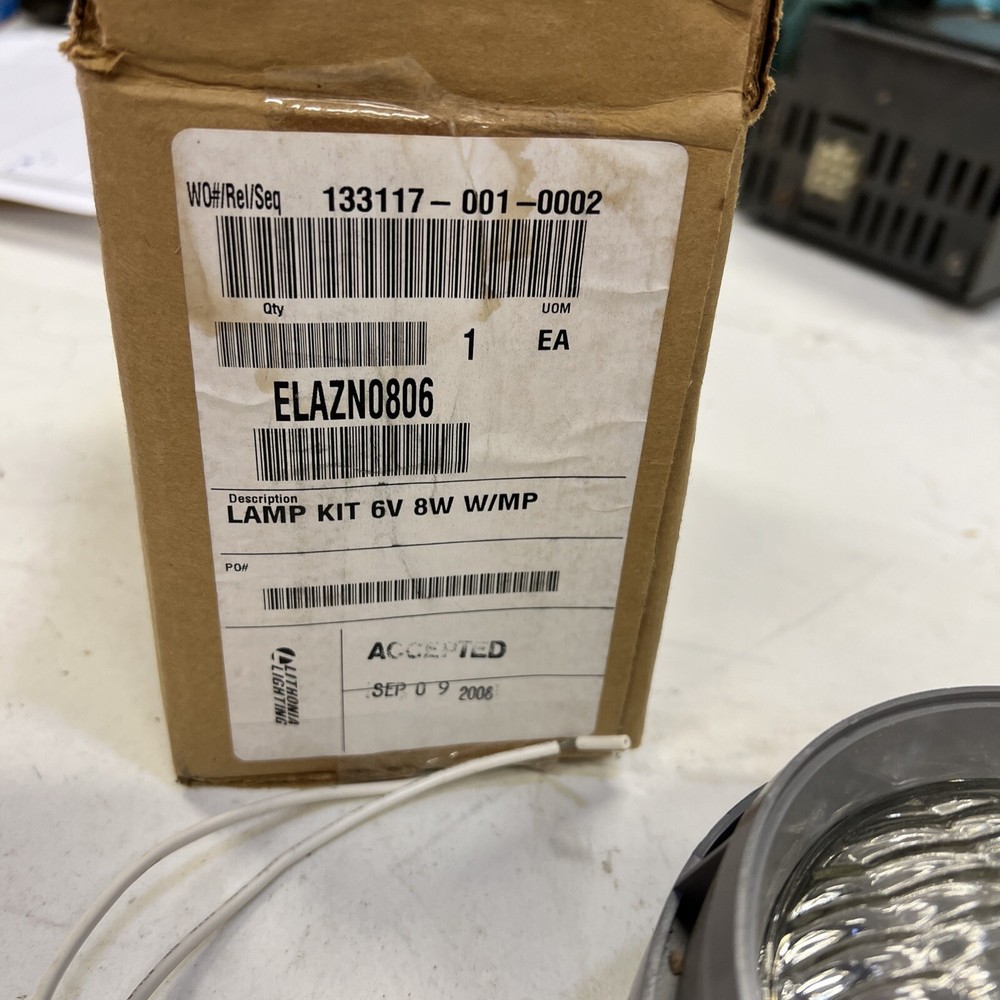 WO#/Rel/Seq 133117-001-0002
Qty UOM
1 EA
ELAZN0806
Description
LAMP KIT 6V 8W W/MP
PO#
LITHONIA
LIGHTING
ACCEPTED
SEP 09 2008